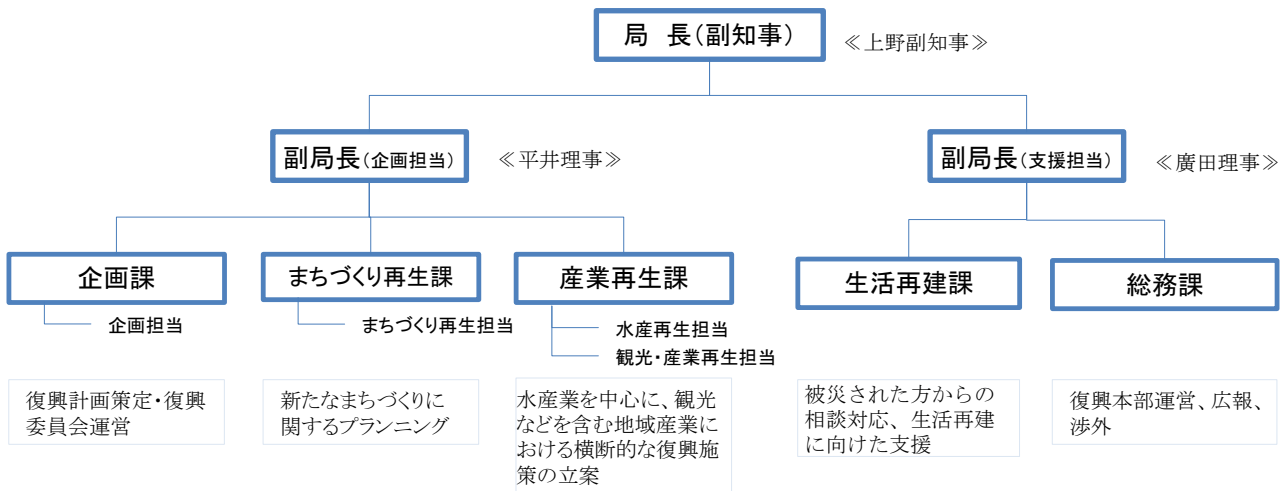 局　長(副知事)
≪上野副知事≫
副局長(企画担当)
≪平井理事≫
副局長(支援担当)
≪廣田理事≫
企画課
まちづくり再生課
産業再生課
生活再建課
総務課
企画担当
まちづくり再生担当
水産再生担当
観光・産業再生担当
復興計画策定・復興
委員会運営
新たなまちづくりに
関するプランニング
水産業を中心に、観光
などを含む地域産業に
おける横断的な復興施
策の立案
被災された方からの
相談対応、生活再建
に向けた支援
復興本部運営、広報、
渉外